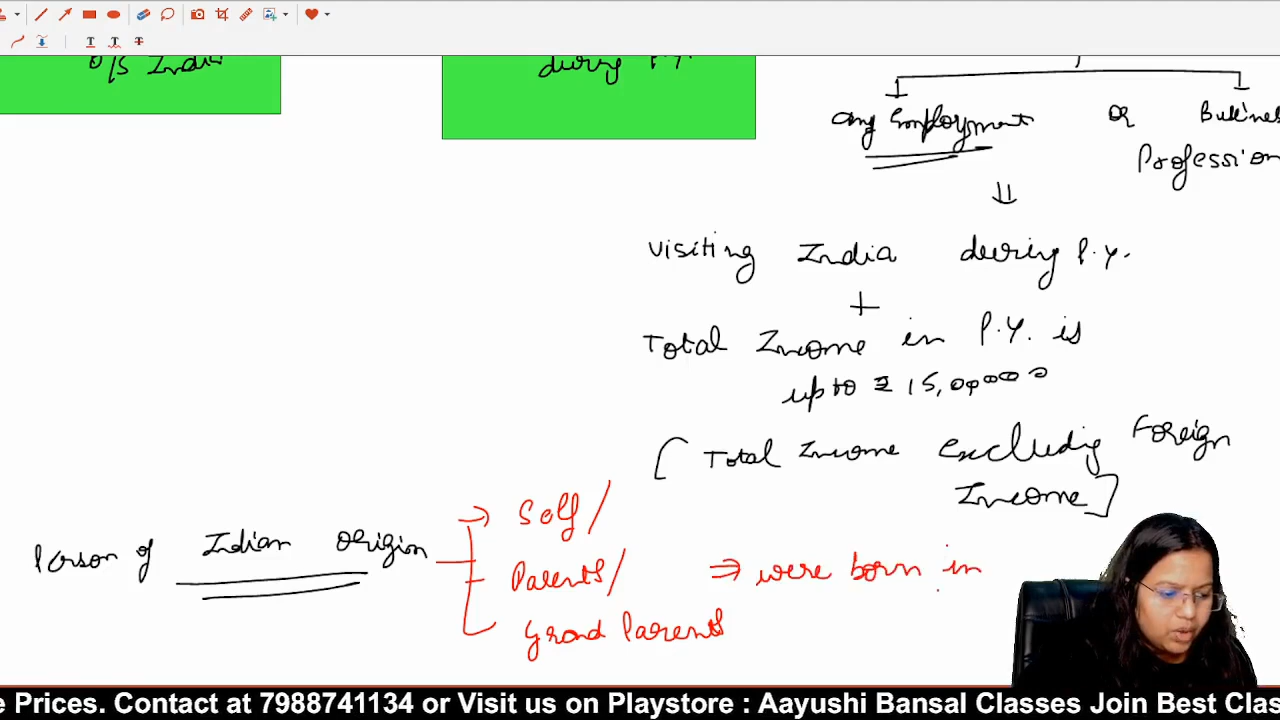 o/s India
during P.Y.
any Employment or Busines
Profession
visiting India during P.Y.
+
Total Income in P.Y. is
upto ₹ 15,00,000
[Total Income excluding Foreign
Income]
Person of Indian origin
→ Self/
Parents/ ⇒ were born in
Grand Parents
e Prices. Contact at 7988741134 or Visit us on Playstore : Aayushi Bansal Classes Join Best Clas